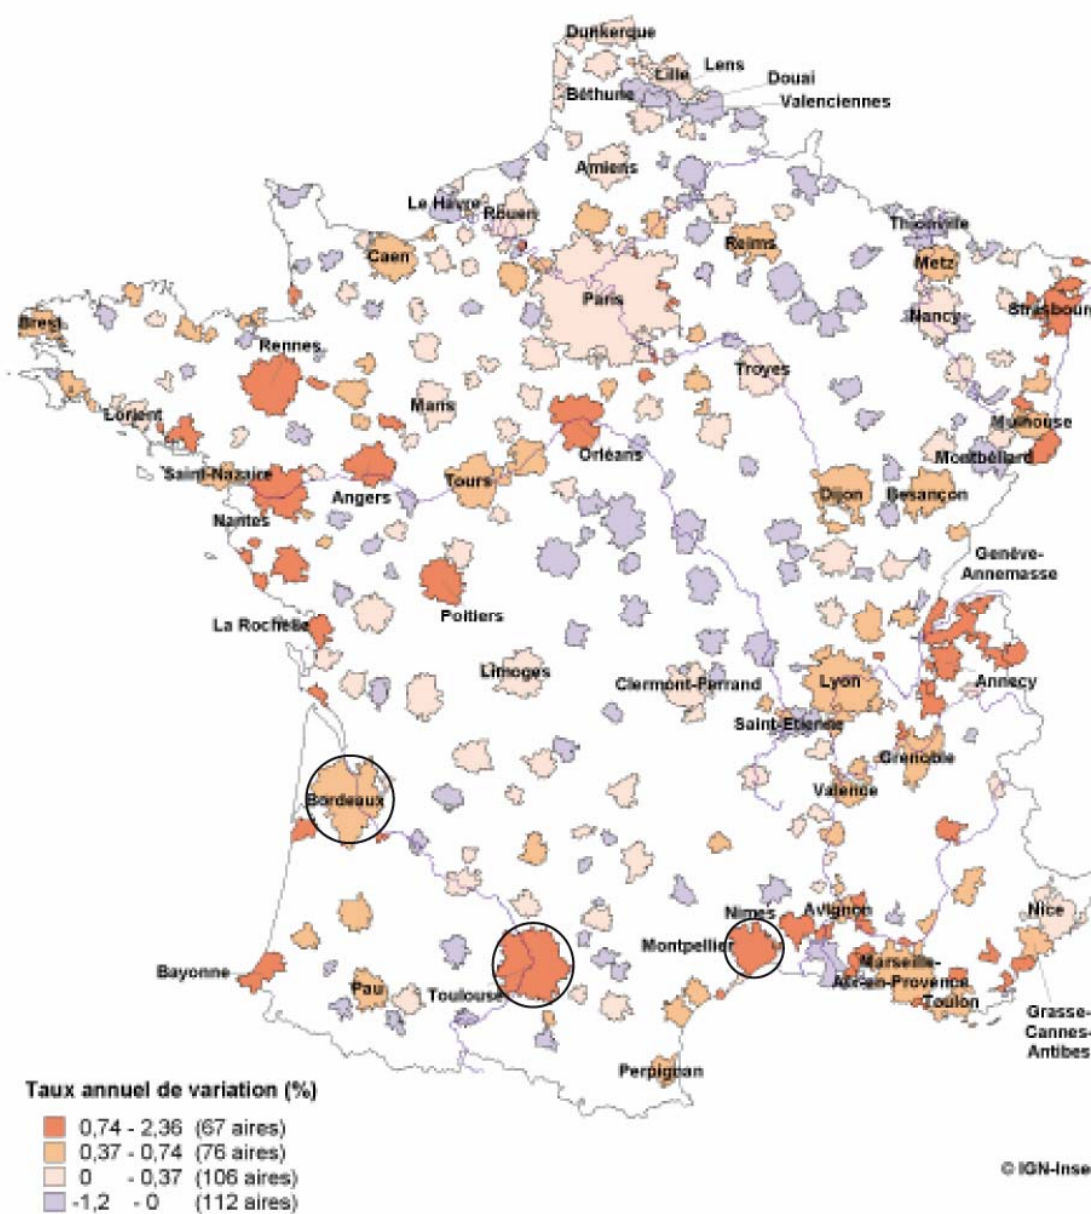 Dunkerque
Lens
Lille
Douai
Béthune
Valenciennes
Amiens
Le Havre
Rouen
Thionville
Caen
Reims
Metz
Paris
Brest
Nancy
Strasbourg
Rennes
Troyes
Lorient
Mans
Mulhouse
Orléans
Montbéliard
Saint-Nazaire
Tours
Angers
Dijon
Besançon
Nantes
Genève-
Annemasse
Poitiers
La Rochelle
Limoges
Clermont-Ferrand
Lyon
Annecy
Saint-Etienne
Grenoble
Valence
Bordeaux
Nîmes
Avignon
Nice
Montpellier
Marseille-
Aix-en-Provence
Bayonne
Pau
Toulouse
Toulon
Grasse-
Cannes-
Antibes
Perpignan
Taux annuel de variation (%)
0,74 - 2,36 (67 aires)
0,37 - 0,74 (76 aires)
0 - 0,37 (106 aires)
-1,2 - 0 (112 aires)
© IGN-Inse